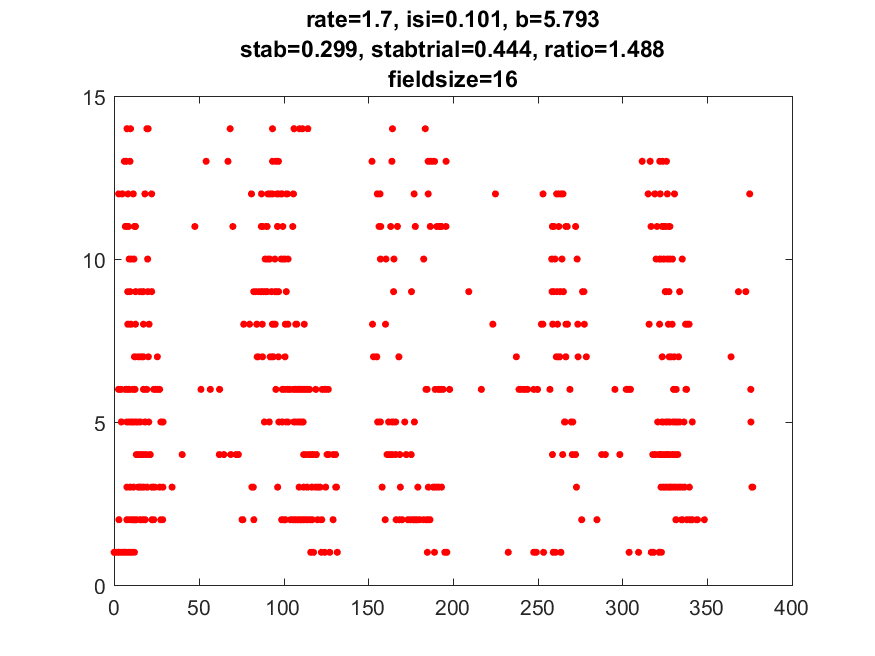 rate=1.7, isi=0.101, b=5.793
stab=0.299, stabtrial=0.444, ratio=1.488
fieldsize=16
15
10
5
0
0 50 100 150 200 250 300 350 400